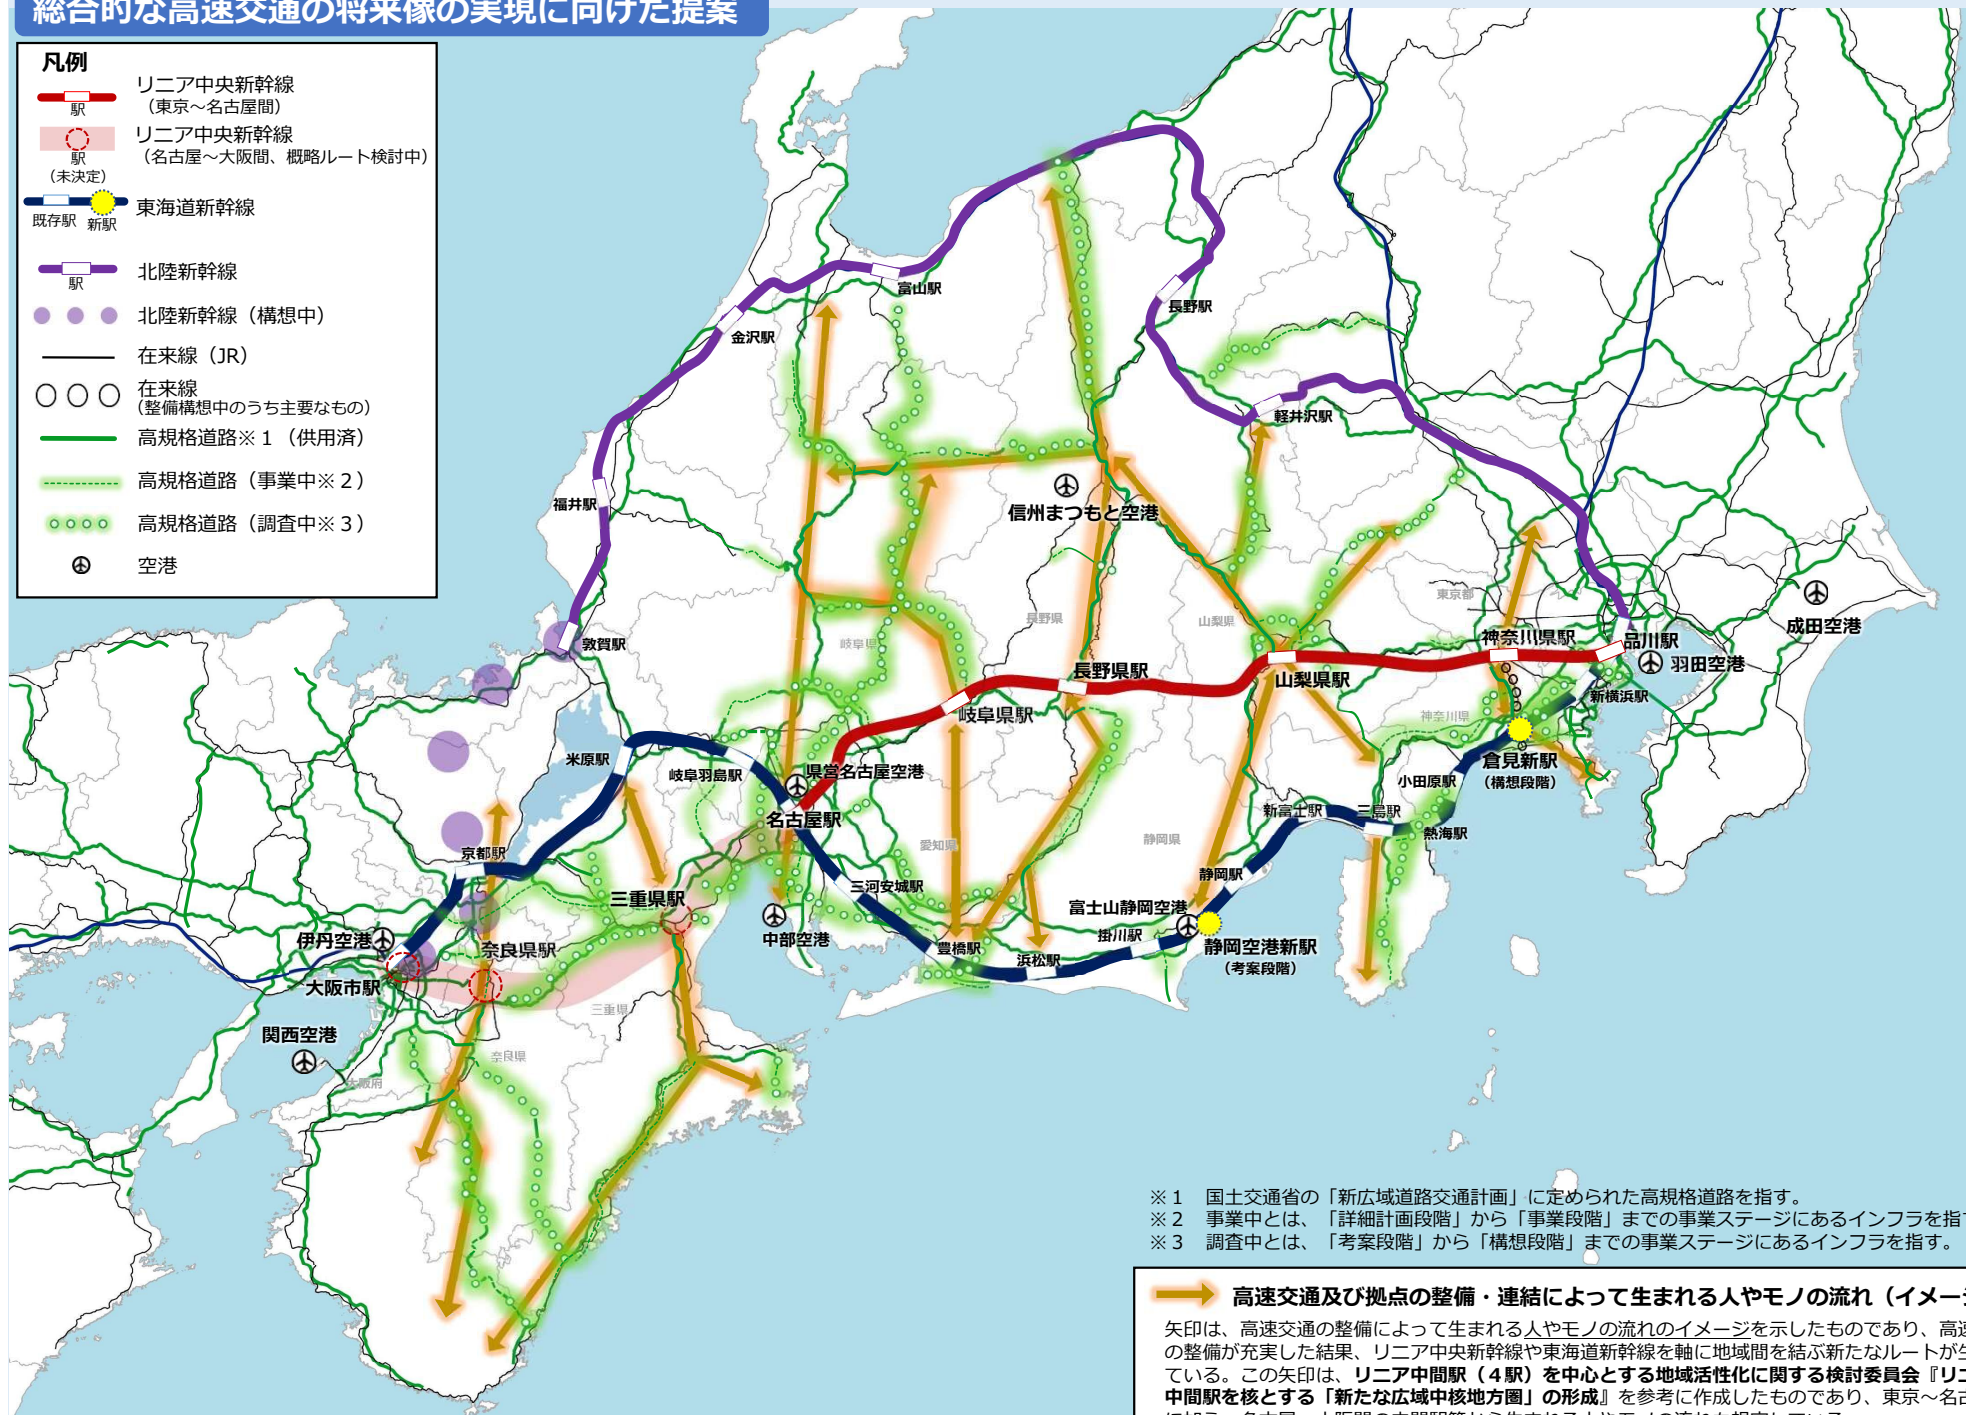 総合的な高速交通の将来像の実現に向けた提案
凡例
リニア中央新幹線
（東京～名古屋間）
駅
リニア中央新幹線
（名古屋～大阪間、概略ルート検討中）
駅
（未決定）
東海道新幹線
既存駅 新駅
北陸新幹線
駅
北陸新幹線（構想中）
在来線（JR）
在来線
（整備構想中のうち主要なもの）
高規格道路※１（供用済）
高規格道路（事業中※２）
高規格道路（調査中※３）
空港
富山駅
金沢駅
長野駅
軽井沢駅
福井駅
信州まつもと空港
敦賀駅
長野県
岐阜県
山梨県
東京都
神奈川県駅
品川駅
成田空港
羽田空港
長野県駅
山梨県駅
岐阜県駅
新横浜駅
神奈川県
米原駅
岐阜羽島駅
県営名古屋空港
名古屋駅
倉見新駅
（構想段階）
小田原駅
新富士駅
三島駅
熱海駅
愛知県
静岡県
京都駅
三重県駅
三河安城駅
静岡駅
富士山静岡空港
中部空港
伊丹空港
奈良県駅
豊橋駅
浜松駅
掛川駅
静岡空港新駅
（考案段階）
大阪市駅
三重県
関西空港
奈良県
大阪府
※１　国土交通省の「新広域道路交通計画」に定められた高規格道路を指す。
※２　事業中とは、「詳細計画段階」から「事業段階」までの事業ステージにあるインフラを指
※３　調査中とは、「考案段階」から「構想段階」までの事業ステージにあるインフラを指す。
高速交通及び拠点の整備・連結によって生まれる人やモノの流れ（イメー
矢印は、高速交通の整備によって生まれる人やモノの流れのイメージを示したものであり、高速
の整備が充実した結果、リニア中央新幹線や東海道新幹線を軸に地域間を結ぶ新たなルートが生
ている。この矢印は、リニア中間駅（４駅）を中心とする地域活性化に関する検討委員会『リニ
中間駅を核とする「新たな広域中核地方圏」の形成』を参考に作成したものであり、東京～名古